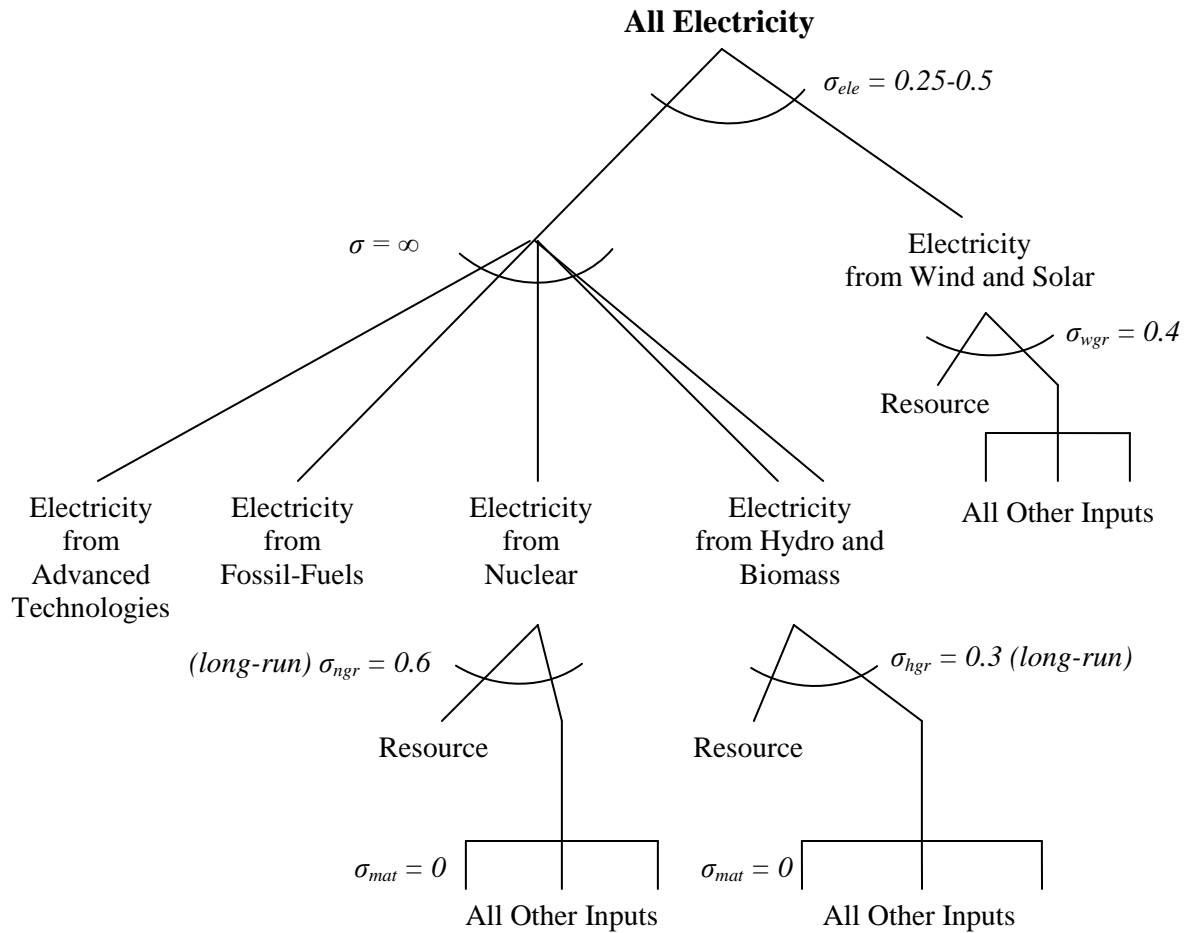 All Electricity
σele = 0.25-0.5
σ = ∞
Electricity
from Wind and Solar
σwgr = 0.4
Resource
All Other Inputs
Electricity
from
Advanced
Technologies
Electricity
from
Fossil-Fuels
Electricity
from
Nuclear
Electricity
from Hydro and
Biomass
(long-run) σngr = 0.6
σhgr = 0.3 (long-run)
Resource
Resource
σmat = 0
σmat = 0
All Other Inputs
All Other Inputs